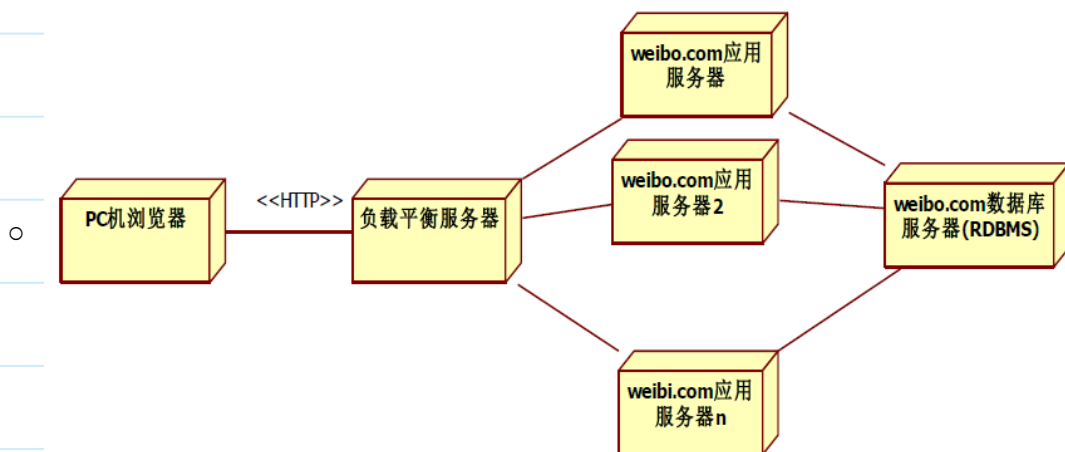 weibo.com应用
服务器
PC机浏览器
<<HTTP>>
负载平衡服务器
weibo.com应用
服务器2
weibo.com数据库
服务器(RDBMS)
weibi.com应用
服务器n